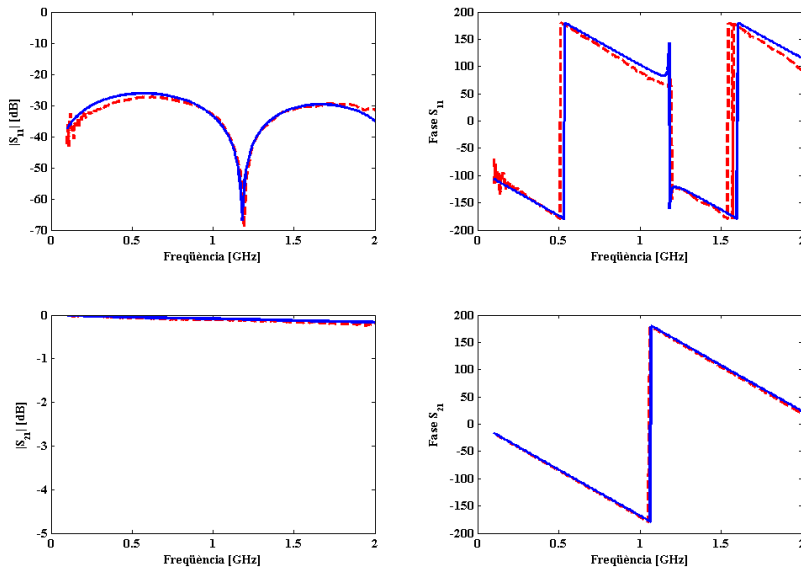 0
-10
-20
-30
-40
-50
-60
-70
|S11| [dB]
0 0.5 1 1.5 2
Freqüència [GHz]
200
150
100
50
0
-50
-100
-150
-200
Fase S11
0 0.5 1 1.5 2
Freqüència [GHz]
0
-1
-2
-3
-4
-5
|S21| [dB]
0 0.5 1 1.5 2
Freqüència [GHz]
200
150
100
50
0
-50
-100
-150
-200
Fase S21
0 0.5 1 1.5 2
Freqüència [GHz]